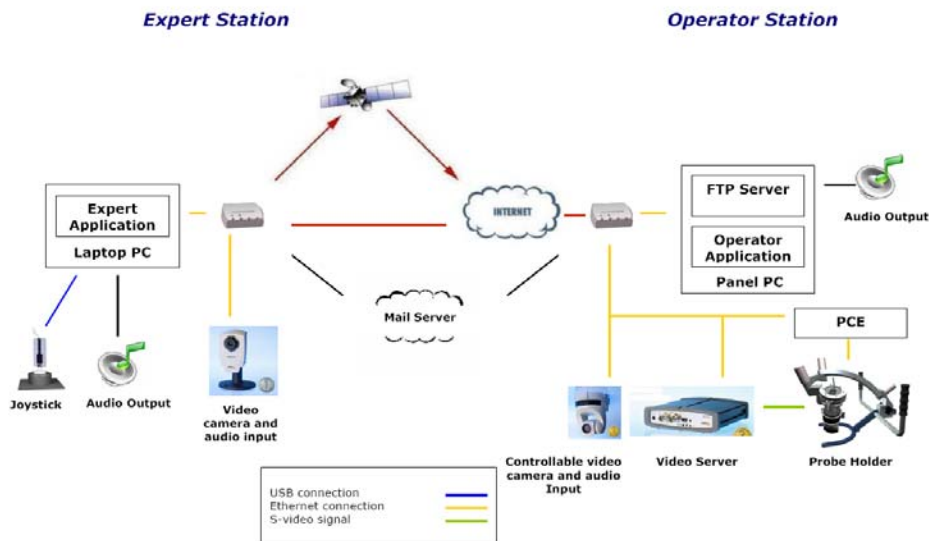 Expert Station
Operator Station
Expert
Application
Laptop PC
INTERNET
FTP Server
Operator
Application
Panel PC
Audio Output
Mail Server
PCE
Joystick
Audio Output
Video
camera and
audio input
Controllable video
camera and audio
Input
Video Server
Probe Holder
USB connection
Ethernet connection
S-video signal